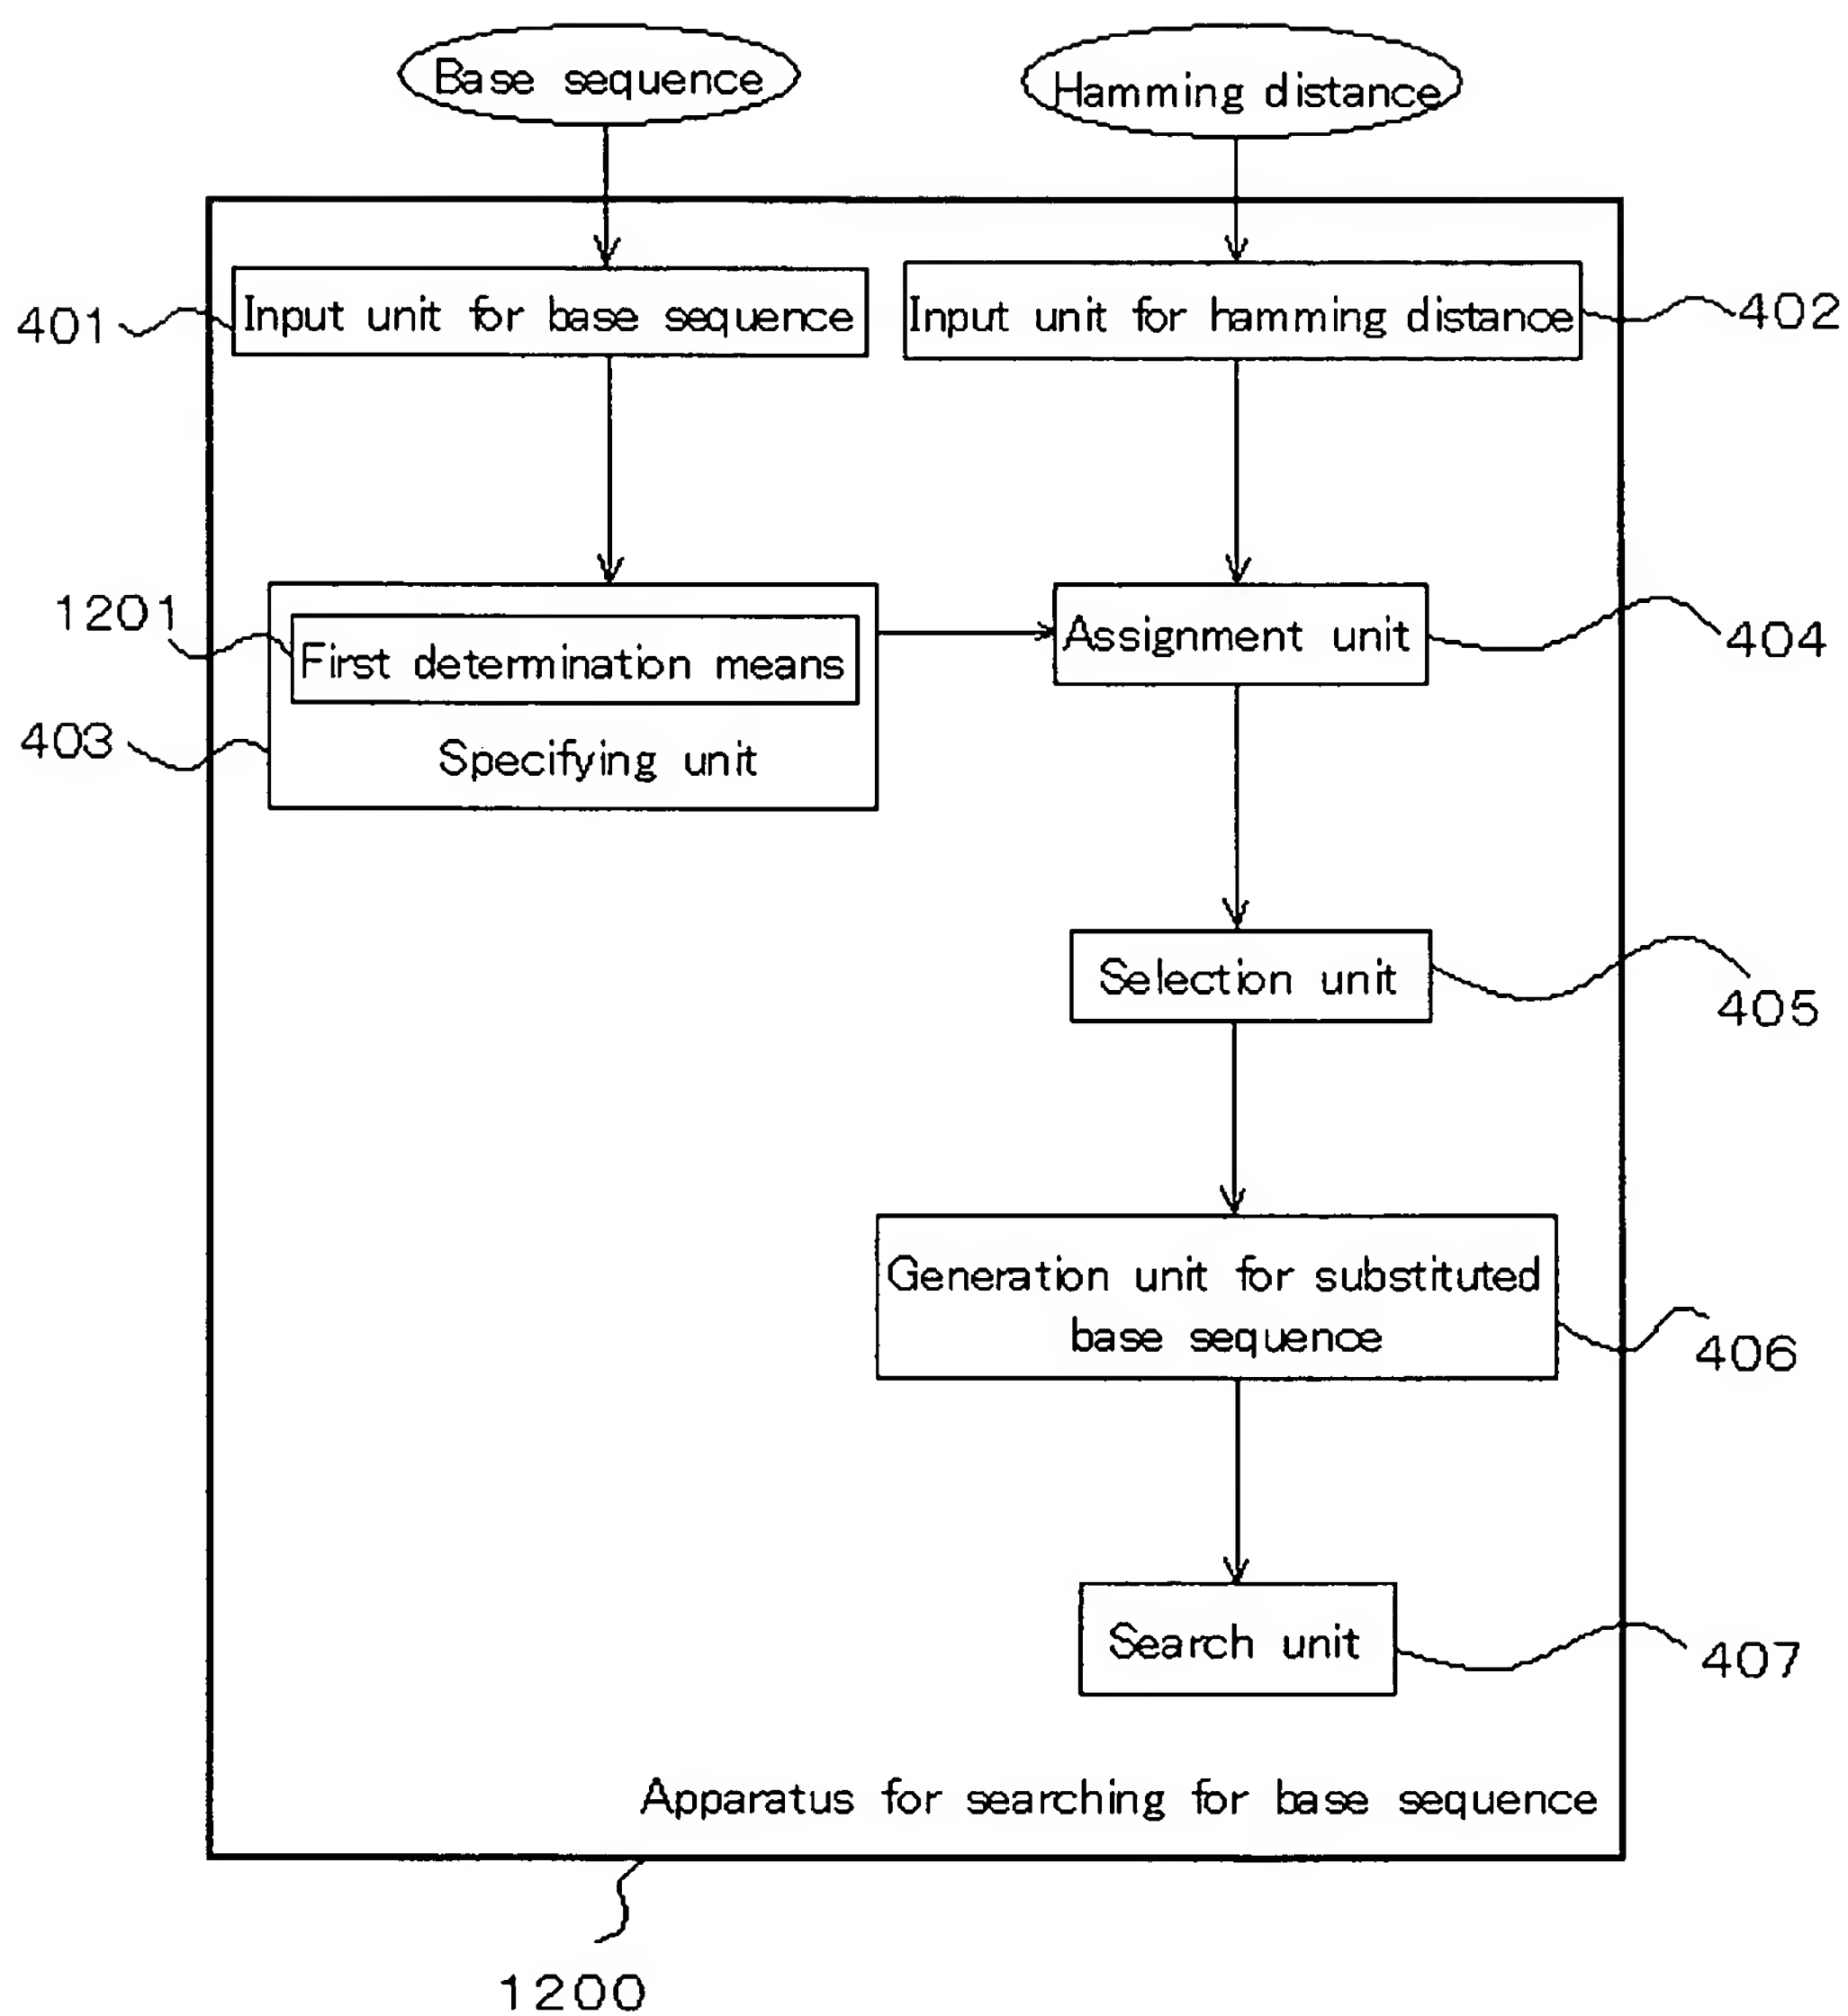 Base sequence
Hamming distance
401
Input unit for base sequence
Input unit for hamming distance
402
1201
First determination means
Assignment unit
404
403
Specifying unit
Selection unit
405
Generation unit for substituted
base sequence
406
Search unit
407
Apparatus for searching for base sequence
1200